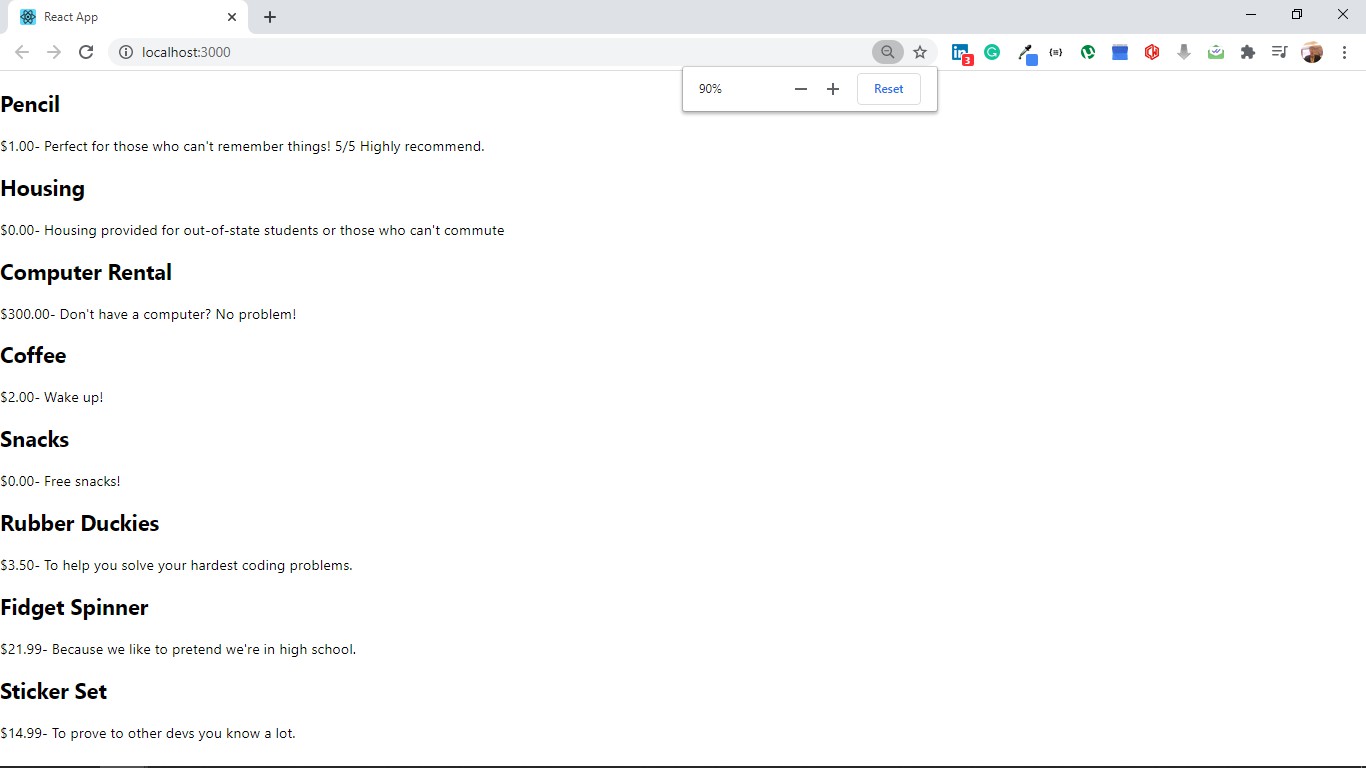 React App
localhost:3000
3
90%
Reset
Pencil
$1.00- Perfect for those who can't remember things! 5/5 Highly recommend.
Housing
$0.00- Housing provided for out-of-state students or those who can't commute
Computer Rental
$300.00- Don't have a computer? No problem!
Coffee
$2.00- Wake up!
Snacks
$0.00- Free snacks!
Rubber Duckies
$3.50- To help you solve your hardest coding problems.
Fidget Spinner
$21.99- Because we like to pretend we're in high school.
Sticker Set
$14.99- To prove to other devs you know a lot.